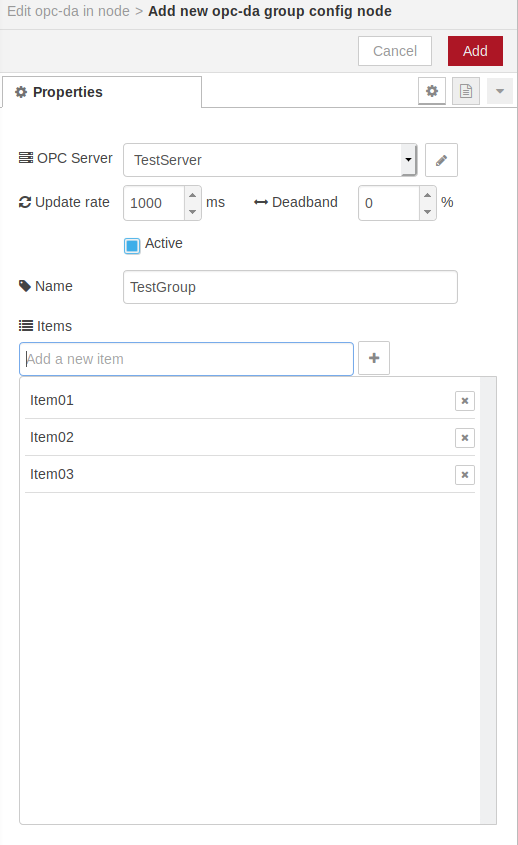 Edit opc-da in node > Add new opc-da group config node
Cancel Add
Properties
OPC Server TestServer
Update rate 1000 ms Deadband 0 %
Active
Name TestGroup
Items
Add a new item
Item01
Item02
Item03